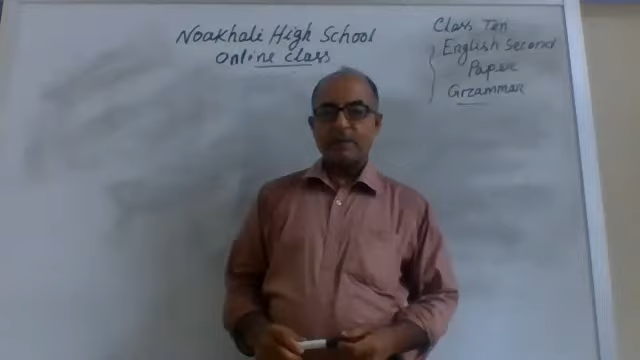 Noakhali High School
Online class
Class Ten
English Second
Paper
Grammar